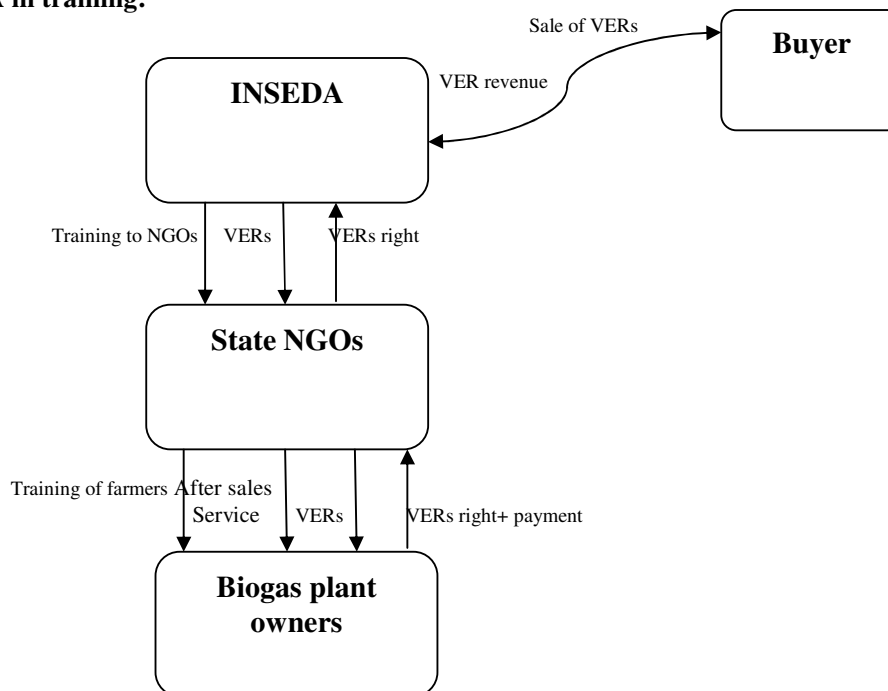 in training.
Sale of VERs
Buyer
VER revenue
INSEDA
Training to NGOs
VERs
VERs right
State NGOs
Training of farmers
After sales
Service
VERs
VERs right+ payment
Biogas plant
owners